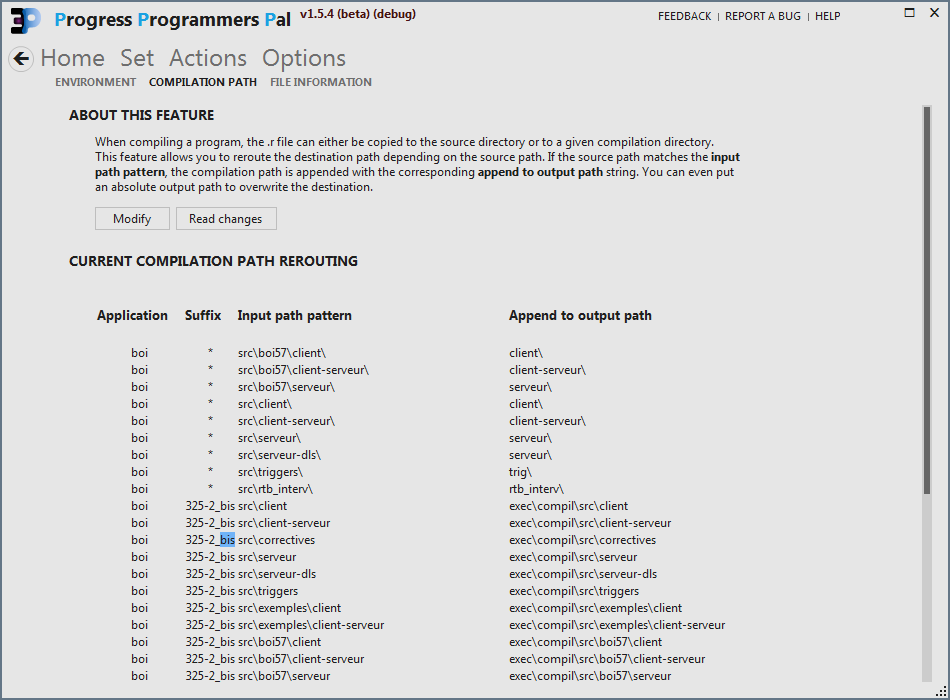 3P Progress Programmers Pal v1.5.4 (beta) (debug)
FEEDBACK | REPORT A BUG | HELP
Home Set Actions Options
ENVIRONMENT COMPILATION PATH FILE INFORMATION
ABOUT THIS FEATURE
When compiling a program, the .r file can either be copied to the source directory or to a given compilation directory.
This feature allows you to reroute the destination path depending on the source path. If the source path matches the input
path pattern, the compilation path is appended with the corresponding append to output path string. You can even put
an absolute output path to overwrite the destination.
Modify Read changes
CURRENT COMPILATION PATH REROUTING
Application Suffix Input path pattern Append to output path
boi * src\boi57\client\ client\
boi * src\boi57\client-serveur\ client-serveur\
boi * src\boi57\serveur\ serveur\
boi * src\client\ client\
boi * src\client-serveur\ client-serveur\
boi * src\serveur\ serveur\
boi * src\serveur-dls\ serveur\
boi * src\triggers\ trig\
boi * src\rtb_interv\ rtb_interv\
boi 325-2_bis src\client exec\compil\src\client
boi 325-2_bis src\client-serveur exec\compil\src\client-serveur
boi 325-2_bis src\correctives exec\compil\src\correctives
boi 325-2_bis src\serveur exec\compil\src\serveur
boi 325-2_bis src\serveur-dls exec\compil\src\serveur-dls
boi 325-2_bis src\triggers exec\compil\src\triggers
boi 325-2_bis src\exemples\client exec\compil\src\exemples\client
boi 325-2_bis src\exemples\client-serveur exec\compil\src\exemples\client-serveur
boi 325-2_bis src\boi57\client exec\compil\src\boi57\client
boi 325-2_bis src\boi57\client-serveur exec\compil\src\boi57\client-serveur
boi 325-2_bis src\boi57\serveur exec\compil\src\boi57\serveur